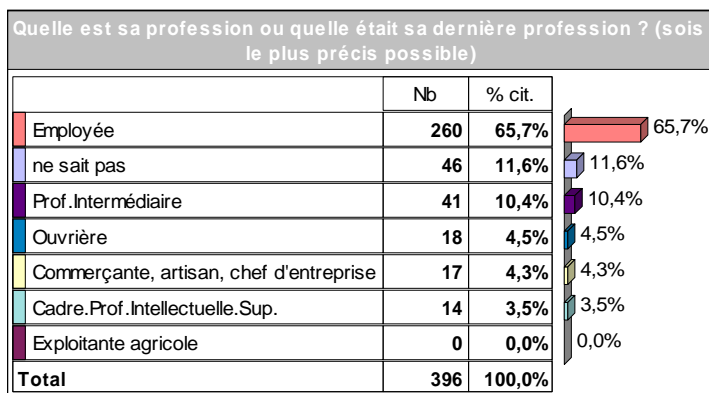 Quelle est sa profession ou quelle était sa dernière profession ? (sois
le plus précis possible)
Nb % cit.
Employée 260 65,7% 65,7%
ne sait pas 46 11,6% 11,6%
Prof.Intermédiaire 41 10,4% 10,4%
Ouvrière 18 4,5% 4,5%
Commerçante, artisan, chef d'entreprise 17 4,3% 4,3%
Cadre.Prof.Intellectuelle.Sup. 14 3,5% 3,5%
Exploitante agricole 0 0,0% 0,0%
Total 396 100,0%